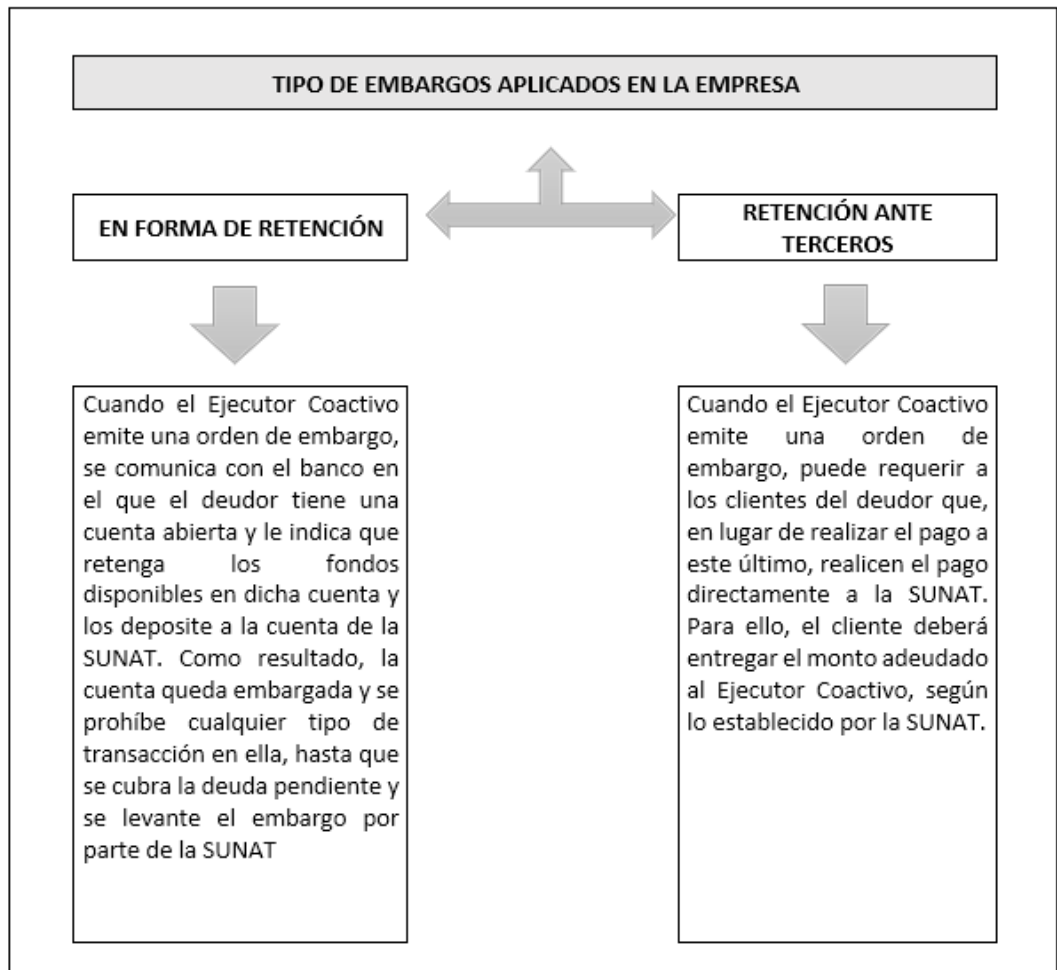 TIPO DE EMBARGOS APLICADOS EN LA EMPRESA
EN FORMA DE RETENCIÓN
RETENCIÓN ANTE
TERCEROS
Cuando el Ejecutor Coactivo
emite una orden de embargo,
se comunica con el banco en
el que el deudor tiene una
cuenta abierta y le indica que
retenga los fondos
disponibles en dicha cuenta y
los deposite a la cuenta de la
SUNAT. Como resultado, la
cuenta queda embargada y se
prohíbe cualquier tipo de
transacción en ella, hasta que
se cubra la deuda pendiente y
se levante el embargo por
parte de la SUNAT
Cuando el Ejecutor Coactivo
emite una orden de
embargo, puede requerir a
los clientes del deudor que,
en lugar de realizar el pago a
este último, realicen el pago
directamente a la SUNAT.
Para ello, el cliente deberá
entregar el monto adeudado
al Ejecutor Coactivo, según
lo establecido por la SUNAT.